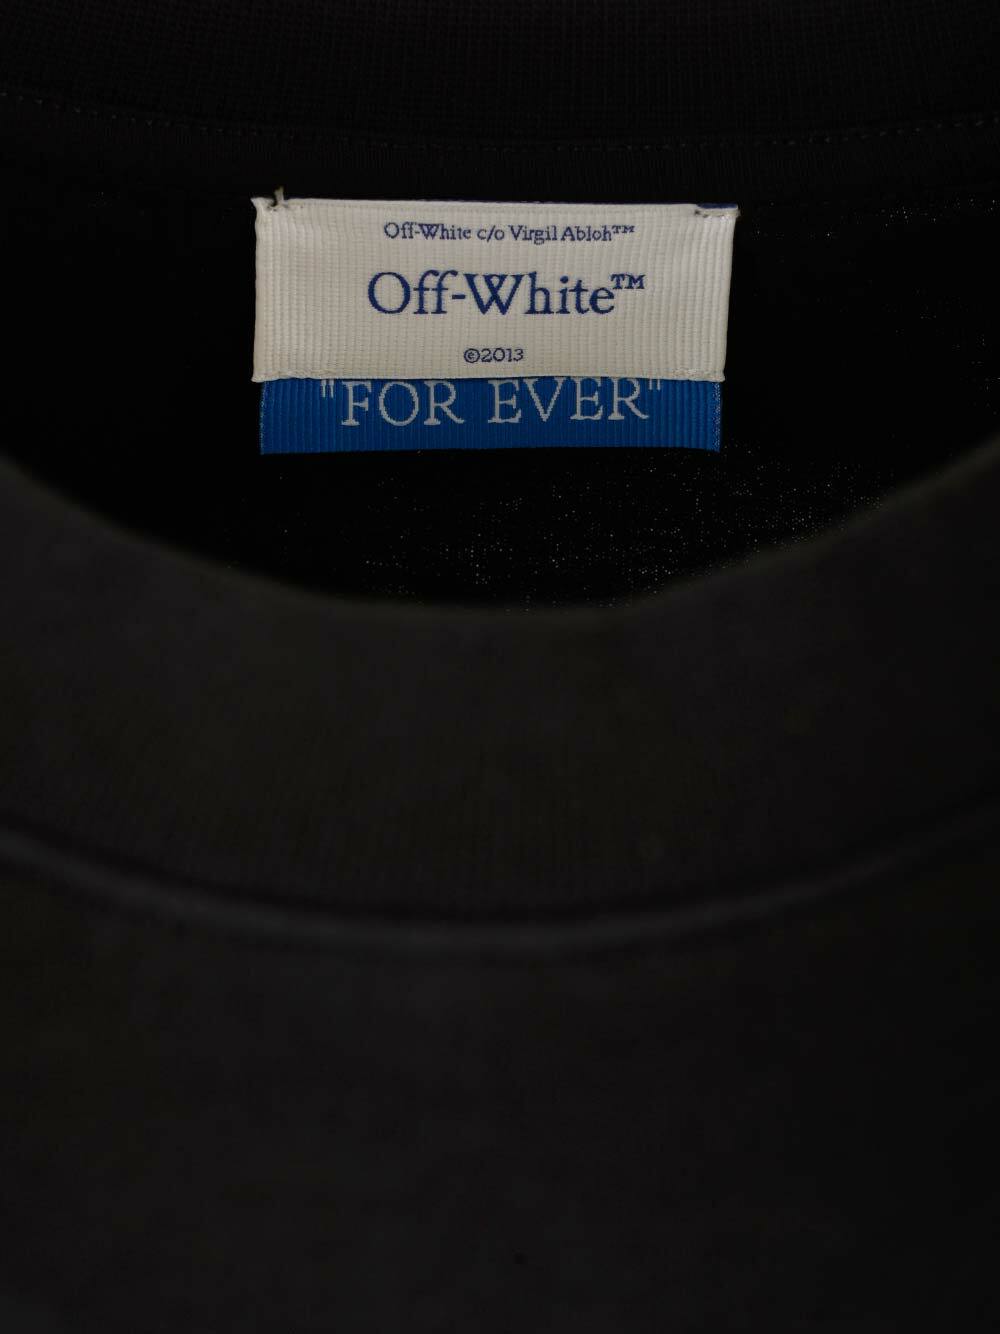 Off-White c/o Virgil Abloh™
Off-White™
©2013
"FOR EVER"